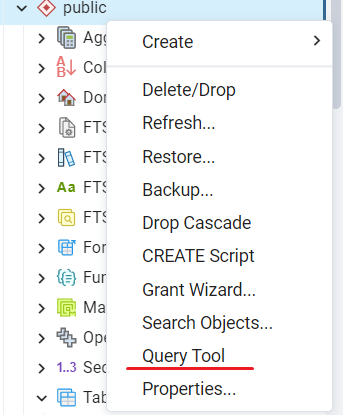 public
Create
Agg
Col
Delete/Drop
Dor
Refresh...
FTS
Restore...
FTS
Backup...
Aa FTS
Drop Cascade
FTS
CREATE Script
For
Grant Wizard...
Fur
Search Objects...
Ma
Query Tool
Ope
1..3 Sec
Properties...
Tab